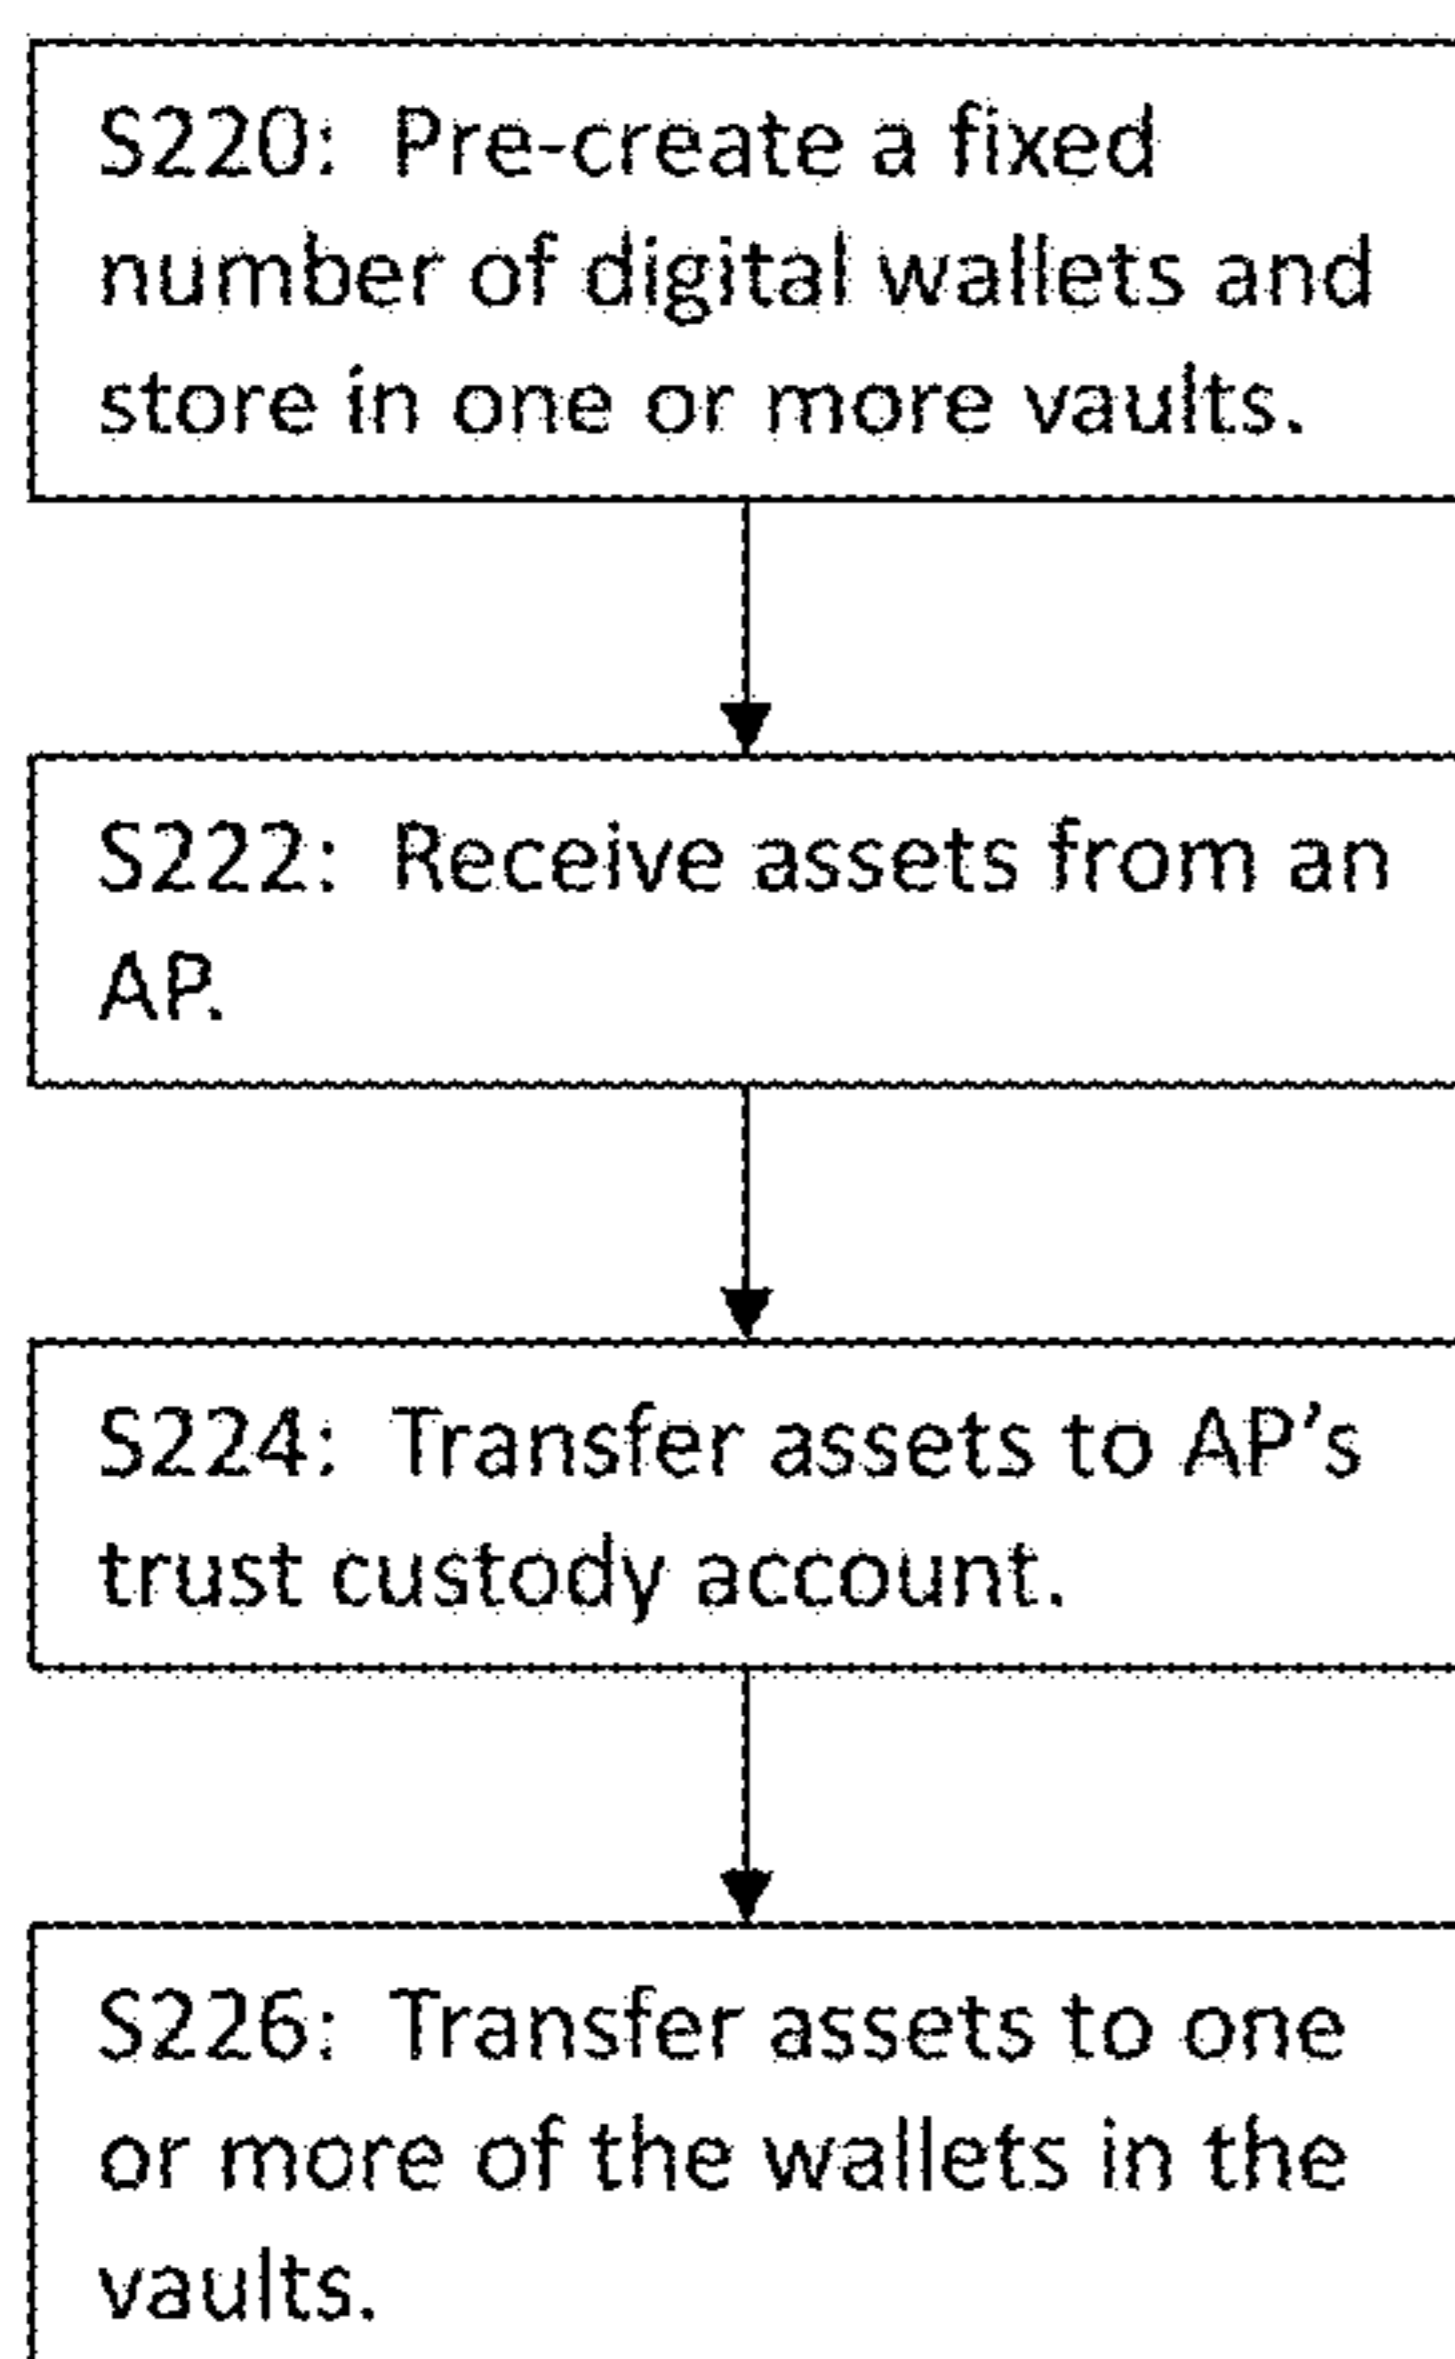 S220:  Pre-create a fixed
number of digital wallets and
store in one or more vaults.
S222:  Receive assets from an
AP.
S224:  Transfer assets to AP's
trust custody account.
S226:  Transfer assets to one
or more of the wallets in the
vaults.